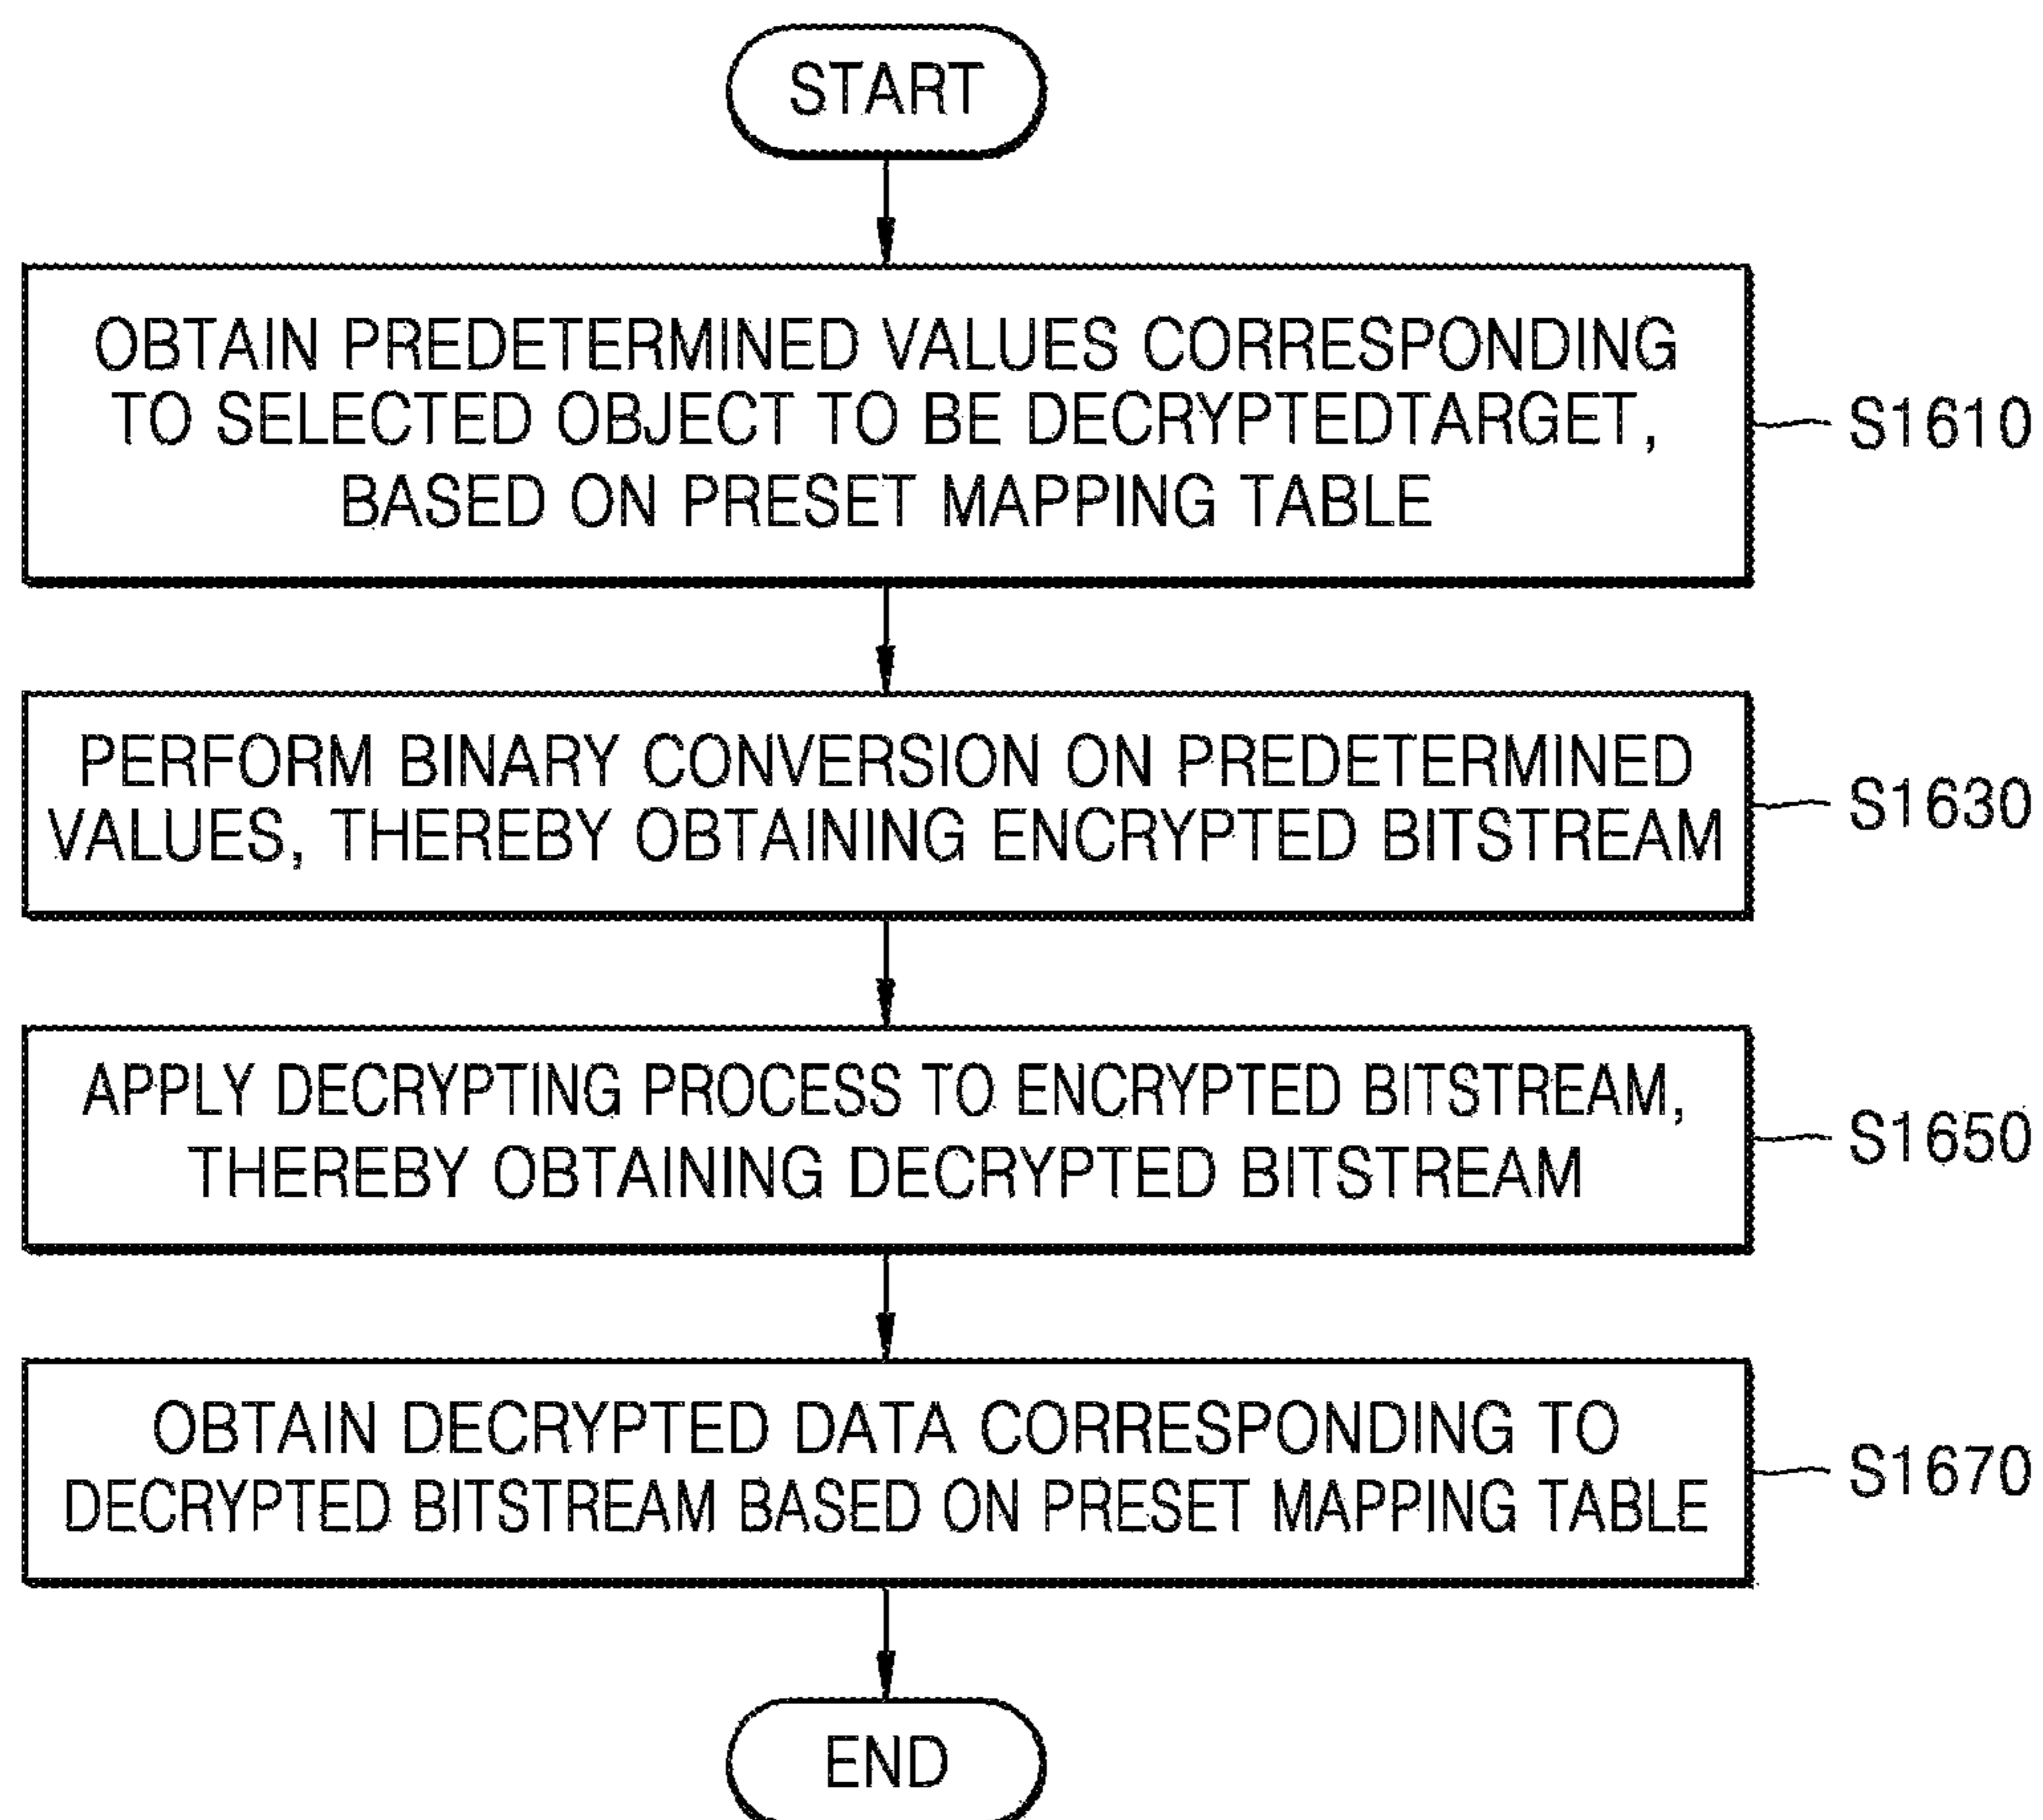 START
OBTAIN PREDETERMINED VALUES CORRESPONDING
TO SELECTED OBJECT TO BE DECRYPTEDTARGET,
BASED ON PRESET MAPPING TABLE
S1610
PERFORM BINARY CONVERSION ON PREDETERMINED
VALUES, THEREBY OBTAINING ENCRYPTED BITSTREAM
S1630
APPLY DECRYPTING PROCESS TO ENCRYPTED BITSTREAM,
THEREBY OBTAINING DECRYPTED BITSTREAM
S1650
OBTAIN DECRYPTED DATA CORRESPONDING TO
DECRYPTED BITSTREAM BASED ON PRESET MAPPING TABLE
S1670
END